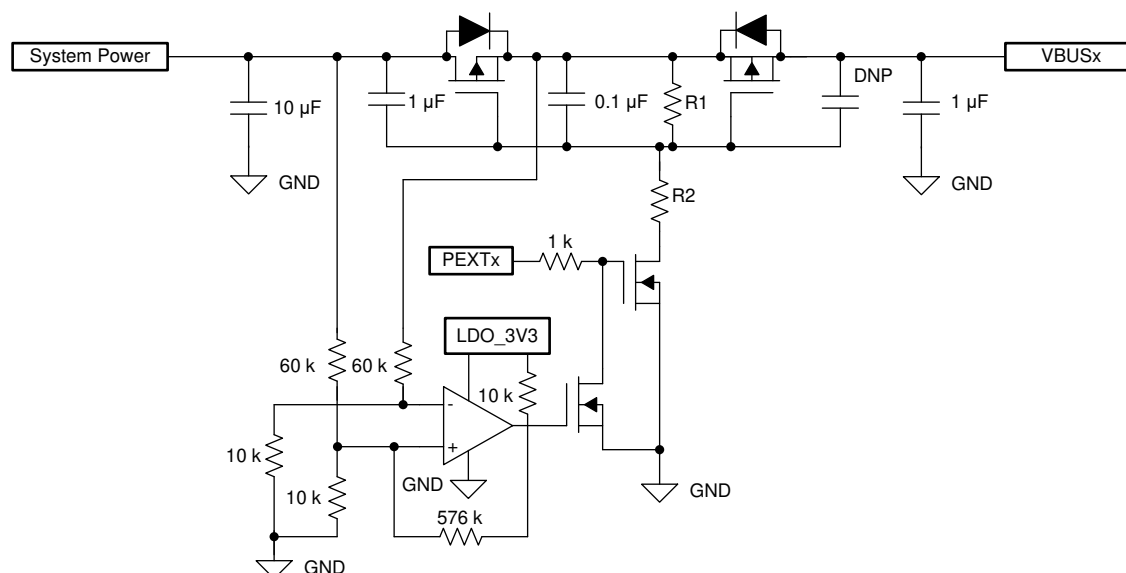 System Power
VBUSx
DNP
10 µF
1 µF
0.1 µF
R1
1 µF
GND
GND
R2
1 k
PEXTx
LDO_3V3
60 k
60 k
10 k
-
+
10 k
GND
10 k
GND
576 k
GND